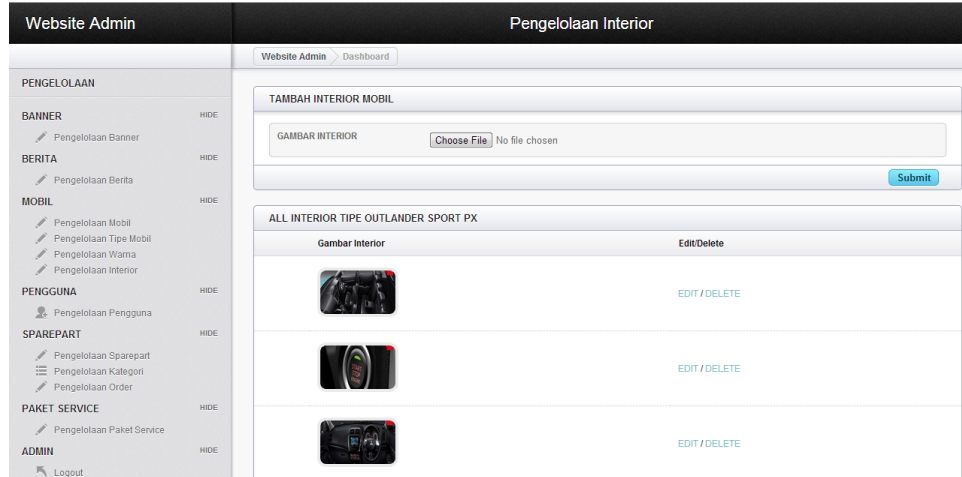 Website Admin
Pengelolaan Interior
Website Admin
Dashboard
PENGELOLAAN
BANNER HIDE
Pengelolaan Banner
BERITA HIDE
Pengelolaan Berita
MOBIL HIDE
Pengelolaan Mobil
Pengelolaan Tipe Mobil
Pengelolaan Warna
Pengelolaan Interior
PENGGUNA HIDE
Pengelolaan Pengguna
SPAREPART HIDE
Pengelolaan Sparepart
Pengelolaan Kategori
Pengelolaan Order
PAKET SERVICE HIDE
Pengelolaan Paket Service
ADMIN HIDE
Logout
TAMBAH INTERIOR MOBIL
GAMBAR INTERIOR Choose File No file chosen
Submit
ALL INTERIOR TIPE OUTLANDER SPORT PX
Gambar Interior Edit/Delete
EDIT / DELETE
EDIT / DELETE
EDIT / DELETE